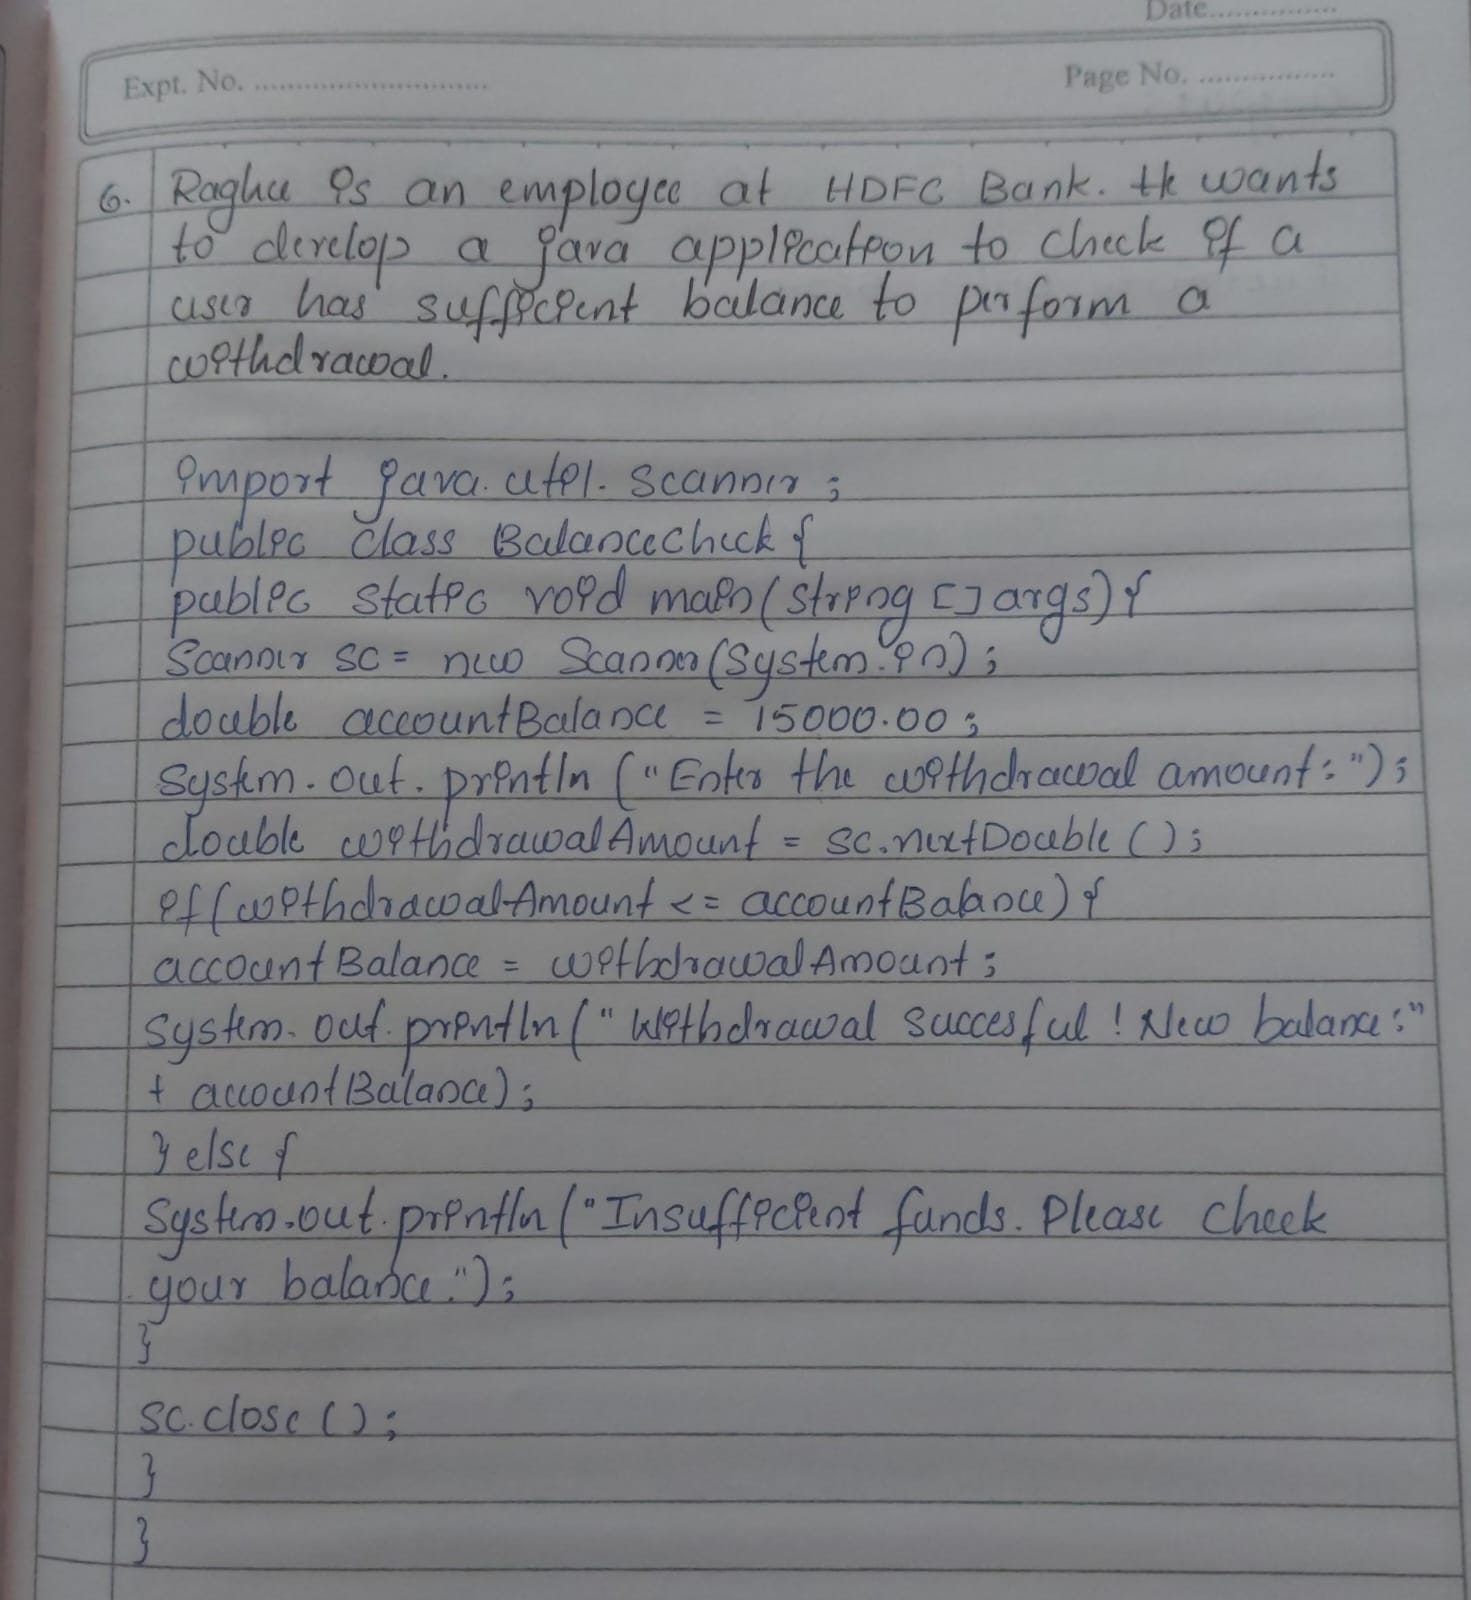 Date..............
Expt. No. ..............................
Page No. .................
6. Raghu is an employee at HDFC Bank. He wants
to develop a java application to check if a
user has sufficient balance to perform a
withdrawal.
import java.util.Scanner;
public class BalanceCheck {
public static void main(String [] args) {
Scanner sc = new Scanner(System.in);
double accountBalance = 15000.00;
System.out.println ("Enter the withdrawal amount:");
double withdrawalAmount = sc.nextDouble ();
if(withdrawalAmount <= accountBalance) {
accountBalance = withdrawalAmount;
System.out.println ("Withdrawal succesful ! New balance:"
+ accountBalance);
} else {
System.out.println ("Insufficient funds. Please check
your balance.");
}
sc.close ();
}
}